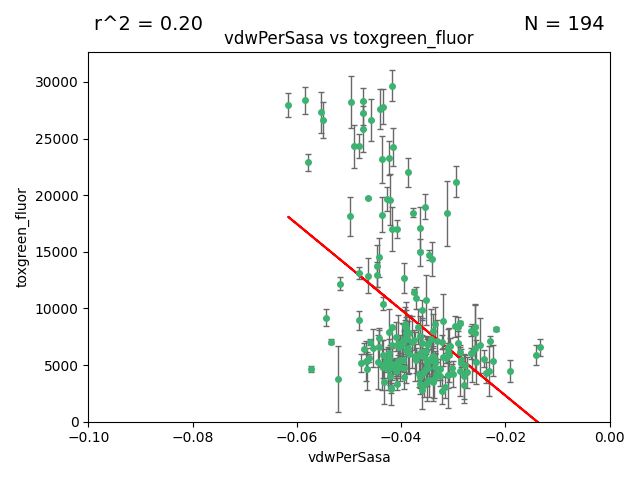 r^2 = 0.20
N = 194
vdwPerSasa vs toxgreen_fluor
30000
25000
20000
15000
10000
5000
0
toxgreen_fluor
−0.10
−0.08
−0.06
−0.04
−0.02
0.00
vdwPerSasa